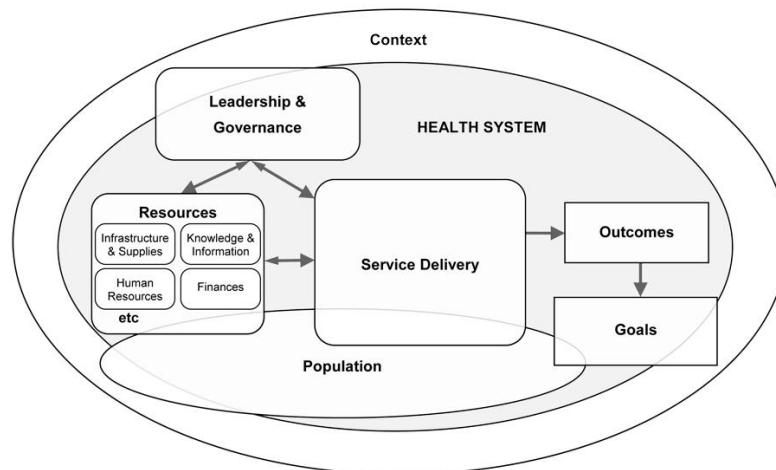 Context
Leadership &
Governance
HEALTH SYSTEM
Resources
Infrastructure
& Supplies
Knowledge &
Information
Human
Resources
Finances
etc
Service Delivery
Outcomes
Goals
Population